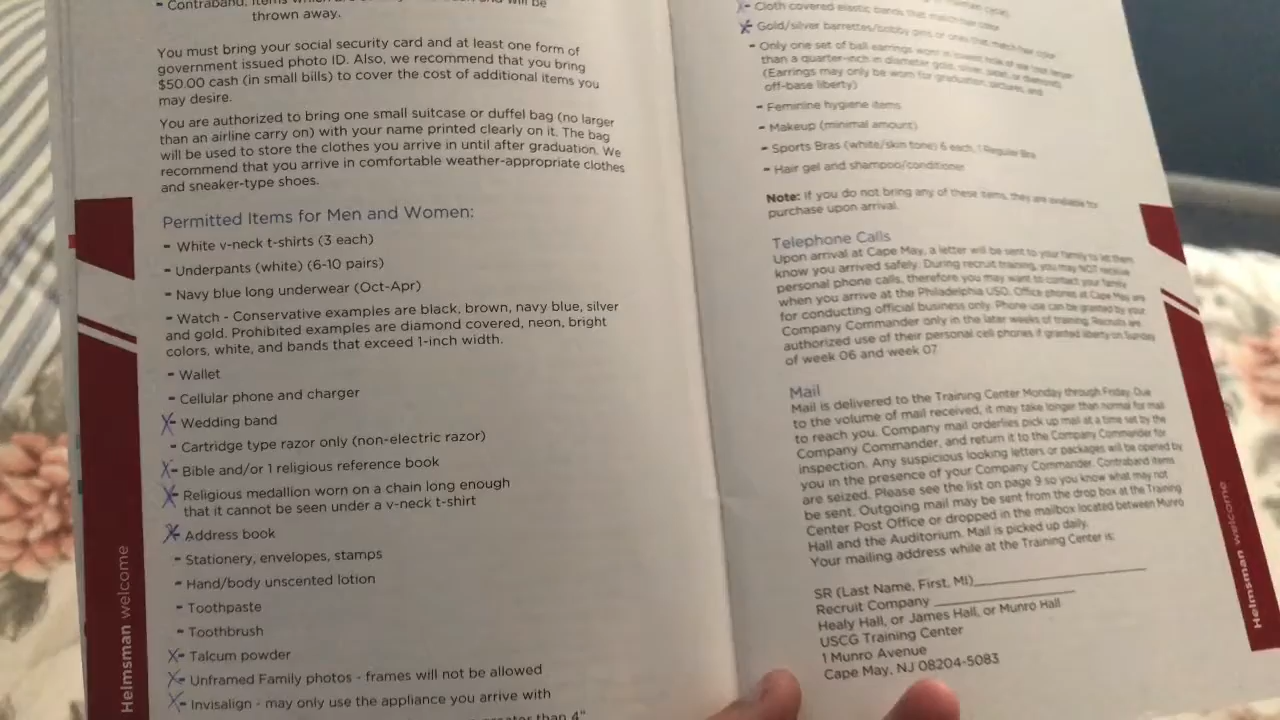 - Contraband: Items which
will be
thrown away.
You must bring your social security card and at least one form of
government issued photo ID. Also, we recommend that you bring
$50.00 cash (in small bills) to cover the cost of additional items you
may desire.
You are authorized to bring one small suitcase or duffel bag (no larger
than an airline carry on) with your name printed clearly on it. The bag
will be used to store the clothes you arrive in until after graduation. We
recommend that you arrive in comfortable weather-appropriate clothes
and sneaker-type shoes.
Permitted Items for Men and Women:
- White v-neck t-shirts (3 each)
- Underpants (white) (6-10 pairs)
- Navy blue long underwear (Oct-Apr)
- Watch - Conservative examples are black, brown, navy blue, silver
and gold. Prohibited examples are diamond covered, neon, bright
colors, white, and bands that exceed 1-inch width.
- Wallet
- Cellular phone and charger
X- Wedding band
- Cartridge type razor only (non-electric razor)
X- Bible and/or 1 religious reference book
X- Religious medallion worn on a chain long enough
that it cannot be seen under a v-neck t-shirt
X- Address book
- Stationery, envelopes, stamps
- Hand/body unscented lotion
- Toothpaste
- Toothbrush
X- Talcum powder
X- Unframed Family photos - frames will not be allowed
X- Invisalign - may only use the appliance you arrive with
than 4"
Helmsman welcome
X- Cloth covered elastic bands that match hair color
X- Gold/silver barrettes/bobby pins or ones that match hair color
- Only one set of ball earrings worn in lowest hole of ear (not larger
than a quarter-inch in diameter gold, silver, pearl, or diamond)
(Earrings may only be worn for graduation, pictures, and
off-base liberty)
- Feminine hygiene items
- Makeup (minimal amount)
- Sports Bras (white/skin tone) 6 each, 1 Regular Bra
- Hair gel and shampoo/conditioner
Note: If you do not bring any of these items, they are available for
purchase upon arrival.
Telephone Calls
Upon arrival at Cape May, a letter will be sent to your family to let them
know you arrived safely. During recruit training, you may NOT receive
personal phone calls, therefore you may want to contact your family
when you arrive at the Philadelphia USO. Office phones at Cape May are
for conducting official business only. Phone use can be granted by your
Company Commander only in the later weeks of training. Recruits are
authorized use of their personal cell phones if granted liberty on Sunday
of week 06 and week 07.
Mail
Mail is delivered to the Training Center Monday through Friday. Due
to the volume of mail received, it may take longer than normal for mail
to reach you. Company mail orderlies pick up mail at a time set by the
Company Commander, and return it to the Company Commander for
inspection. Any suspicious looking letters or packages will be opened by
you in the presence of your Company Commander. Contraband items
are seized. Please see the list on page 9 so you know what may not
be sent. Outgoing mail may be sent from the drop box at the Training
Center Post Office or dropped in the mailbox located between Munro
Hall and the Auditorium. Mail is picked up daily.
Your mailing address while at the Training Center is:
SR (Last Name, First, MI)
Recruit Company
Healy Hall, or James Hall, or Munro Hall
USCG Training Center
1 Munro Avenue
Cape May, NJ 08204-5083
Helmsman welcome